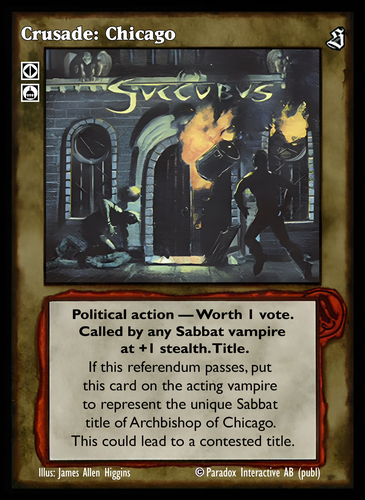 Crusade: Chicago
SUCCUBUS
Political action — Worth 1 vote.
Called by any Sabbat vampire
at +1 stealth. Title.
If this referendum passes, put
this card on the acting vampire
to represent the unique Sabbat
title of Archbishop of Chicago.
This could lead to a contested title.
Illus: James Allen Higgins © Paradox Interactive AB (publ)